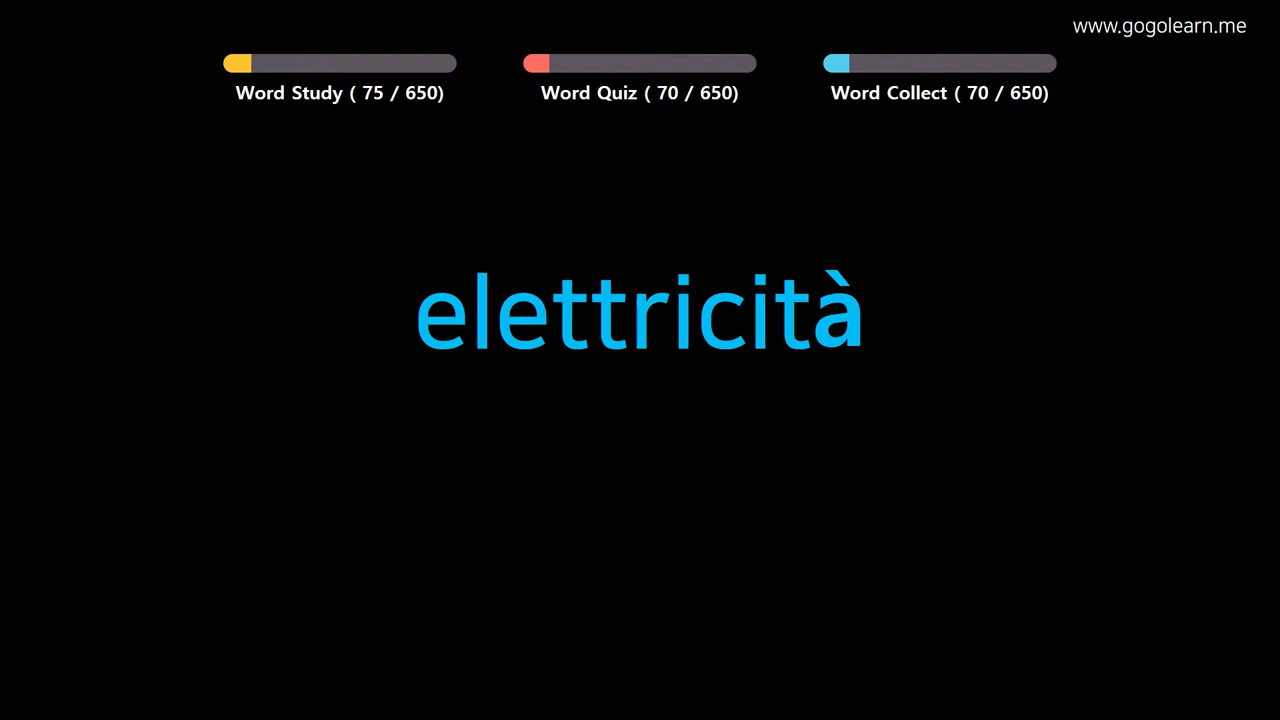 www.gogolearn.me
Word Study ( 75 / 650)
Word Quiz ( 70 / 650)
Word Collect ( 70 / 650)
elettricità